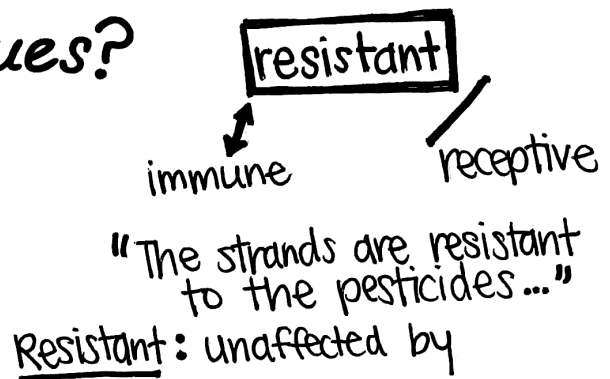 ues?
resistant
immune
receptive
"The strands are resistant
to the pesticides..."
Resistant: unaffected by